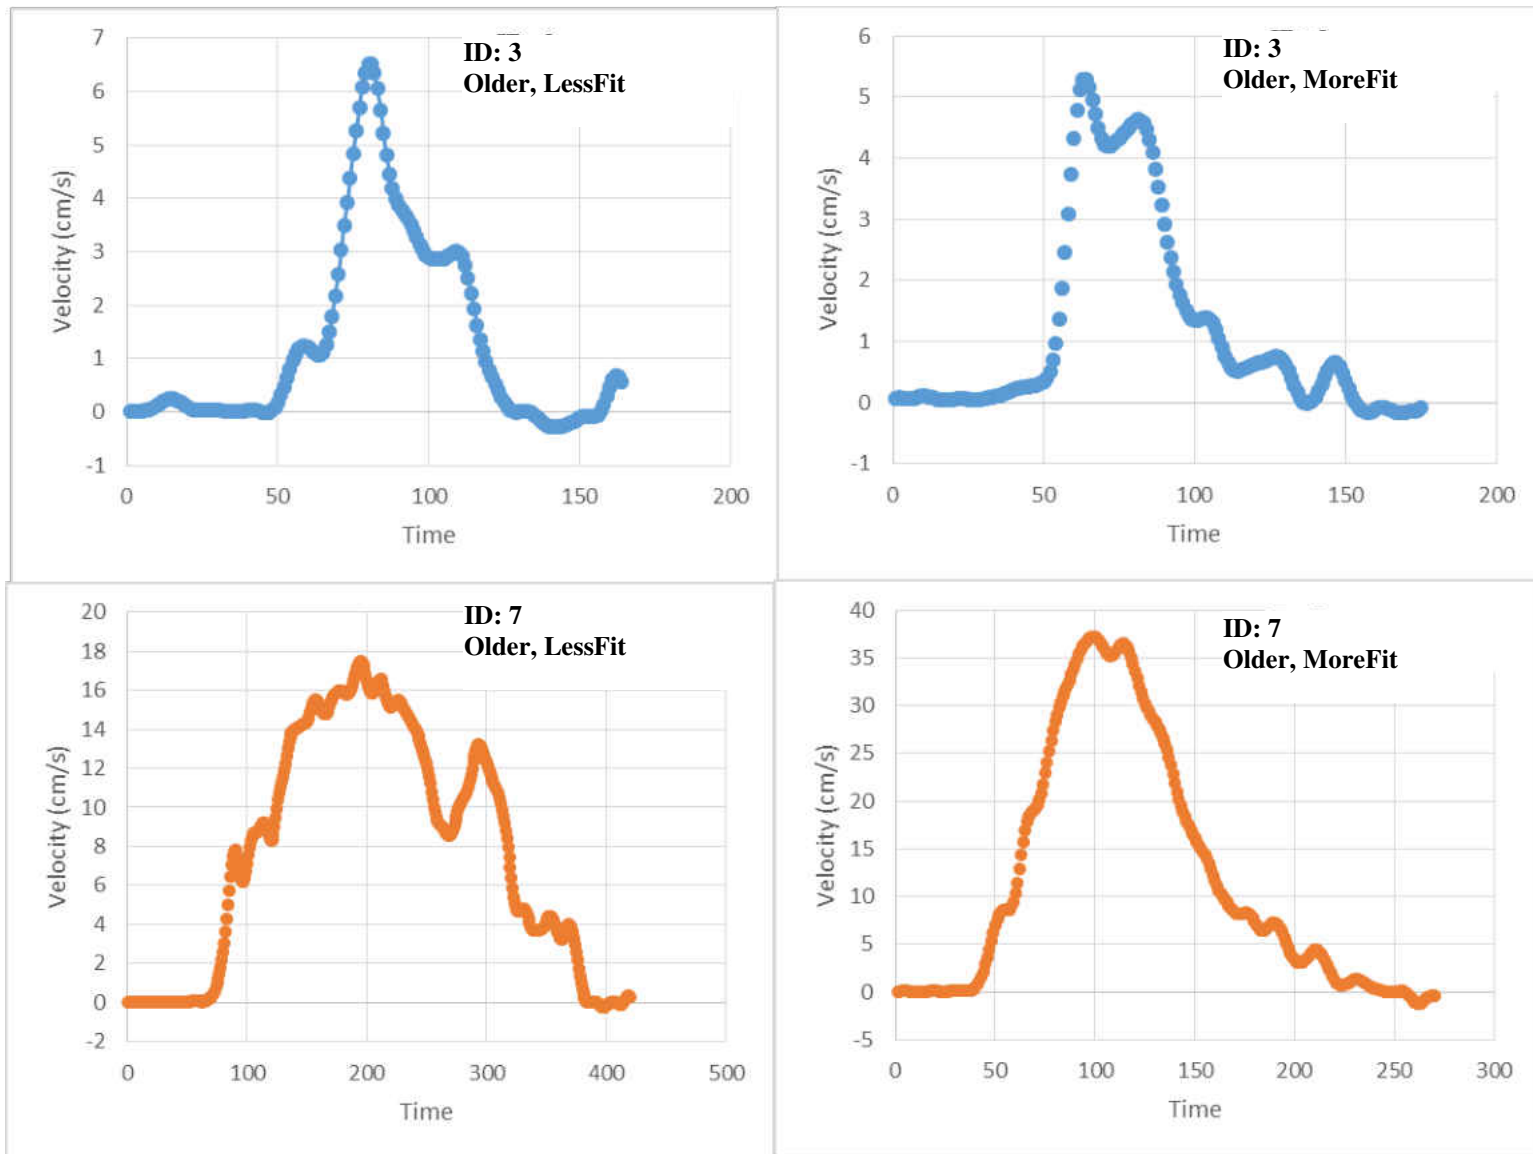 ID: 3
Older, LessFit
7
6
5
4
3
2
1
0
-1
0 50 100 150 200
Velocity (cm/s)
Time
ID: 3
Older, MoreFit
6
5
4
3
2
1
0
-1
0 50 100 150 200
Velocity (cm/s)
Time
ID: 7
Older, LessFit
20
18
16
14
12
10
8
6
4
2
0
-2
0 100 200 300 400 500
Velocity (cm/s)
Time
ID: 7
Older, MoreFit
40
35
30
25
20
15
10
5
0
-5
0 50 100 150 200 250 300
Velocity (cm/s)
Time